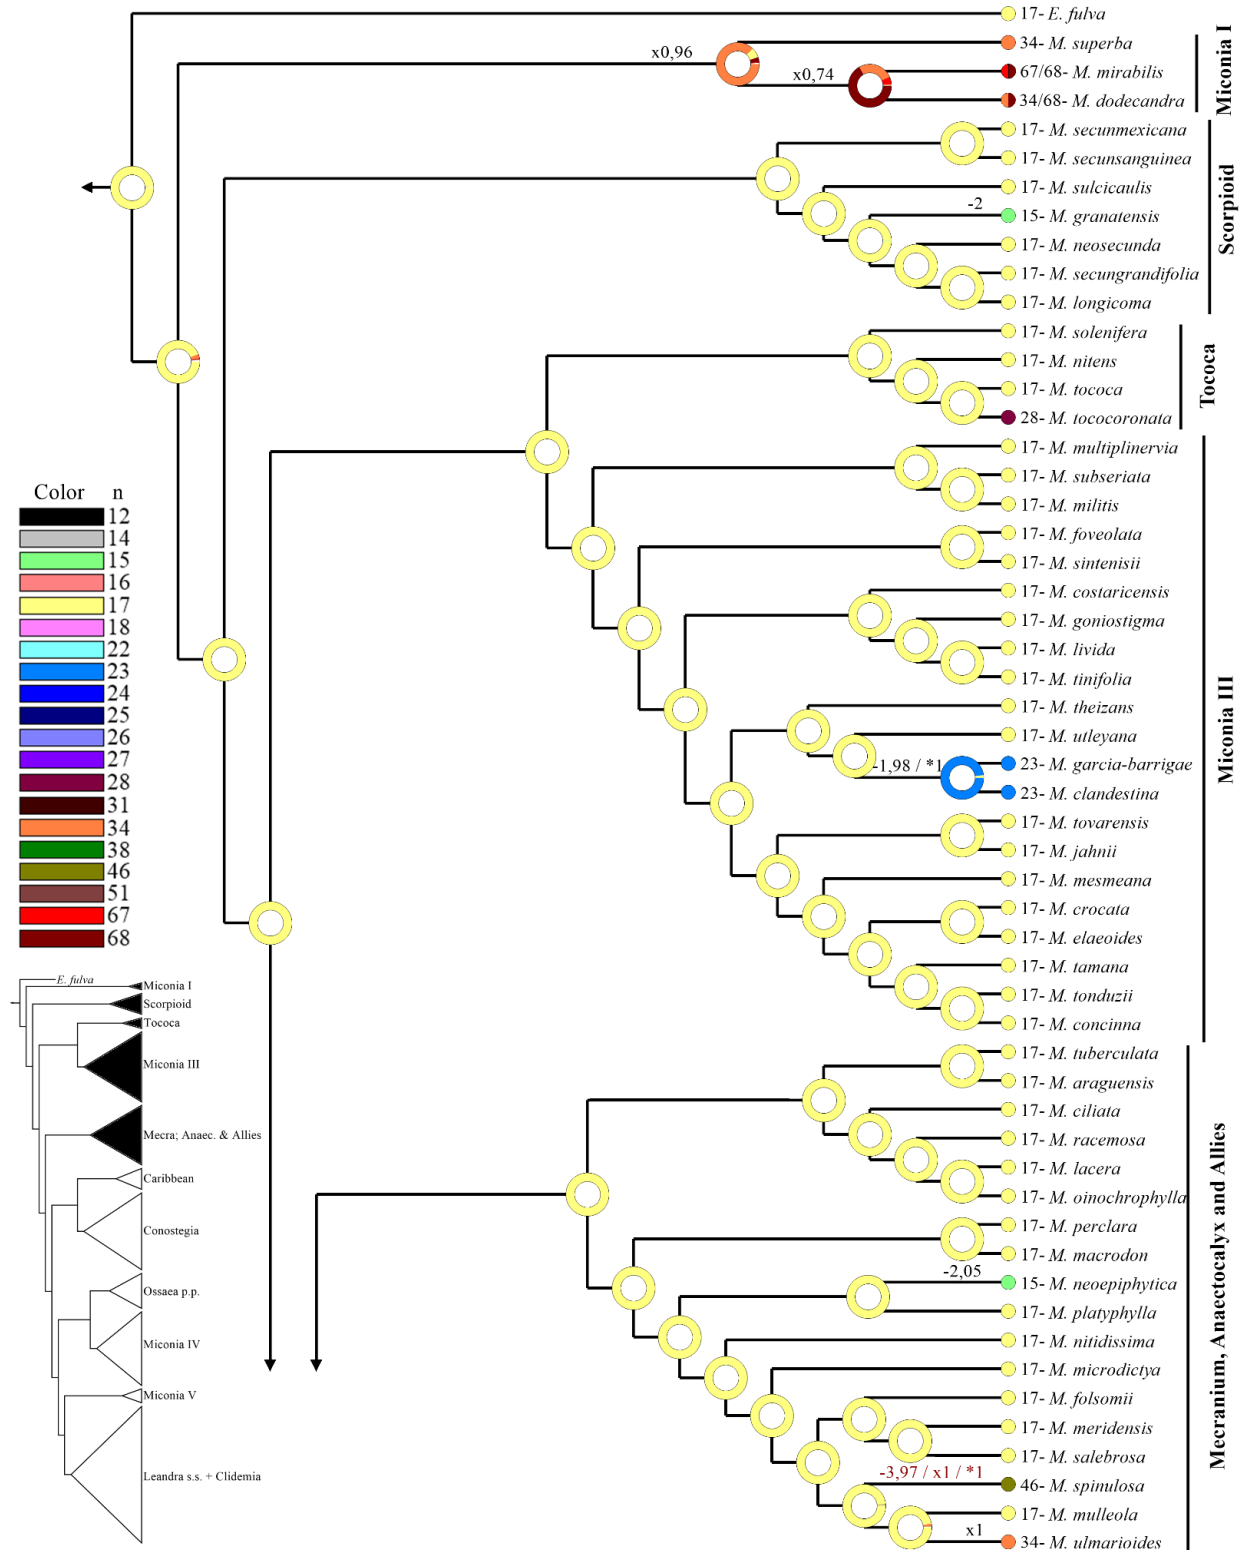 17- E. fulva
x0,96
34- M. superba
67/68- M. mirabilis
x0,74
34/68- M. dodecandra
Miconia I
17- M. secunmexicana
17- M. secunsanguinea
17- M. sulcicaulis
-2
15- M. granatensis
17- M. neosecunda
17- M. secungrandifolia
17- M. longicoma
Scorpioid
17- M. solenifera
17- M. nitens
17- M. tococa
28- M. tococoronata
Tococa
17- M. multiplinervia
17- M. subseriata
17- M. militis
17- M. foveolata
17- M. sintenisii
17- M. costaricensis
17- M. goniostigma
17- M. livida
17- M. tinifolia
17- M. theizans
17- M. utleyana
-1,98 / *1
23- M. garcia-barrigae
23- M. clandestina
17- M. tovarensis
17- M. jahnii
17- M. mesmeana
17- M. crocata
17- M. elaeoides
17- M. tamana
17- M. tonduzii
17- M. concinna
Miconia III
17- M. tuberculata
17- M. araguensis
17- M. ciliata
17- M. racemosa
17- M. lacera
17- M. oinochrophylla
17- M. perclara
17- M. macrodon
-2,05
15- M. neoepiphytica
17- M. platyphylla
17- M. nitidissima
17- M. microdictya
17- M. folsomii
17- M. meridensis
17- M. salebrosa
-3,97 / x1 / *1
46- M. spinulosa
17- M. mulleola
x1
34- M. ulmarioides
Mecranium, Anaectocalyx and Allies
Color n
12
14
15
16
17
18
22
23
24
25
26
27
28
31
34
38
46
51
67
68
E. fulva
Miconia I
Scorpioid
Tococa
Miconia III
Mecra; Anaec. & Allies
Caribbean
Conostegia
Ossaea p.p.
Miconia IV
Miconia V
Leandra s.s. + Clidemia